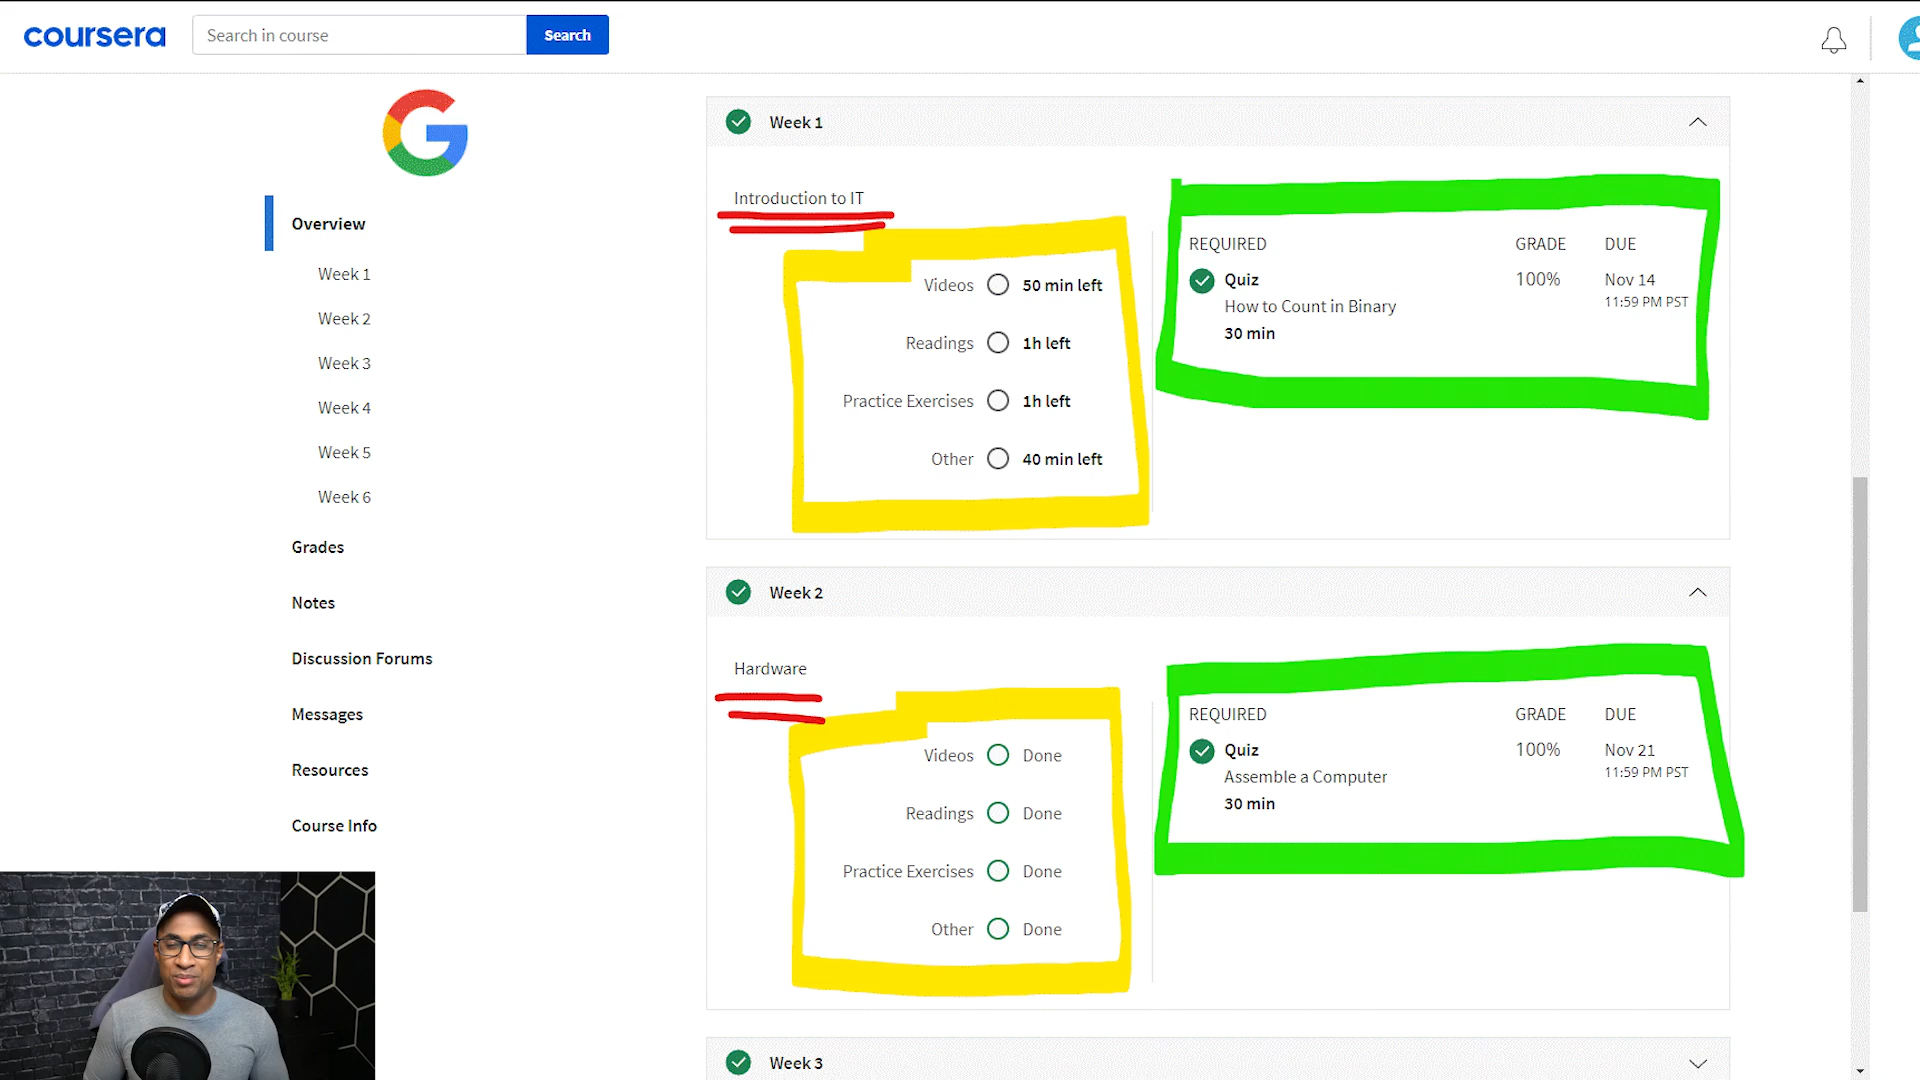 coursera
Search in course
Search
Overview
Week 1
Week 2
Week 3
Week 4
Week 5
Week 6
Grades
Notes
Discussion Forums
Messages
Resources
Course Info
Week 1
Introduction to IT
Videos 50 min left
Readings 1h left
Practice Exercises 1h left
Other 40 min left
REQUIRED GRADE DUE
Quiz 100% Nov 14
11:59 PM PST
How to Count in Binary
30 min
Week 2
Hardware
Videos Done
Readings Done
Practice Exercises Done
Other Done
REQUIRED GRADE DUE
Quiz 100% Nov 21
11:59 PM PST
Assemble a Computer
30 min
Week 3